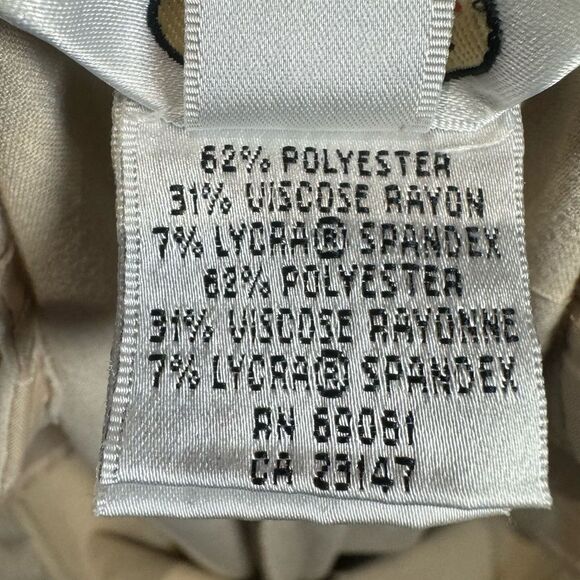 62% POLYESTER
31% VISCOSE RAYON
7% LYCRA® SPANDEX
62% POLYESTER
31% VISCOSE RAYONNE
7% LYCRA® SPANDEX
RN 69061
CA 23147